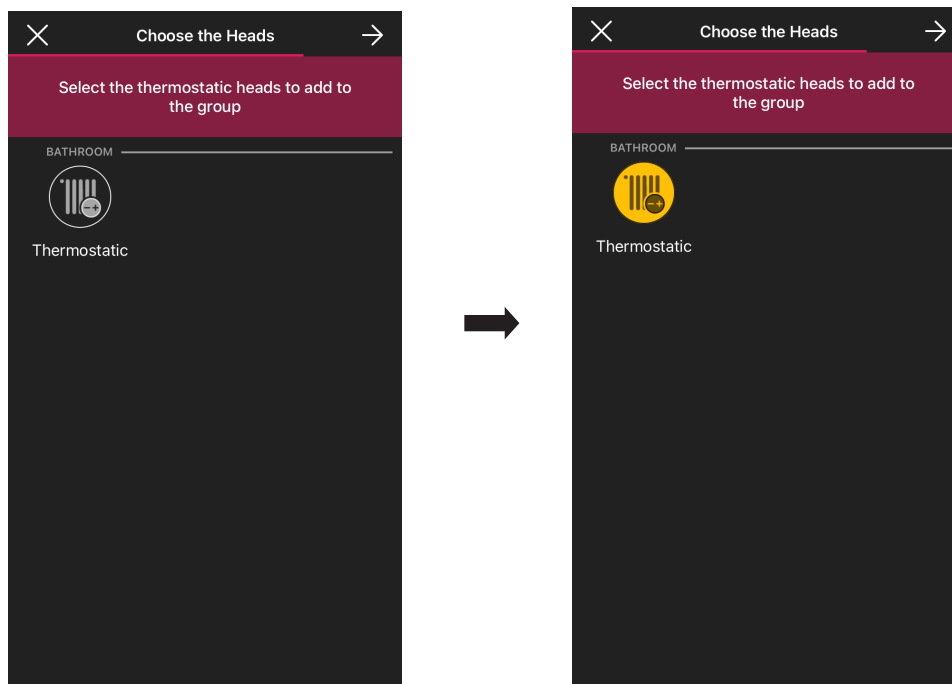 Choose the Heads
Select the thermostatic heads to add to
the group
BATHROOM
Thermostatic
Choose the Heads
Select the thermostatic heads to add to
the group
BATHROOM
Thermostatic